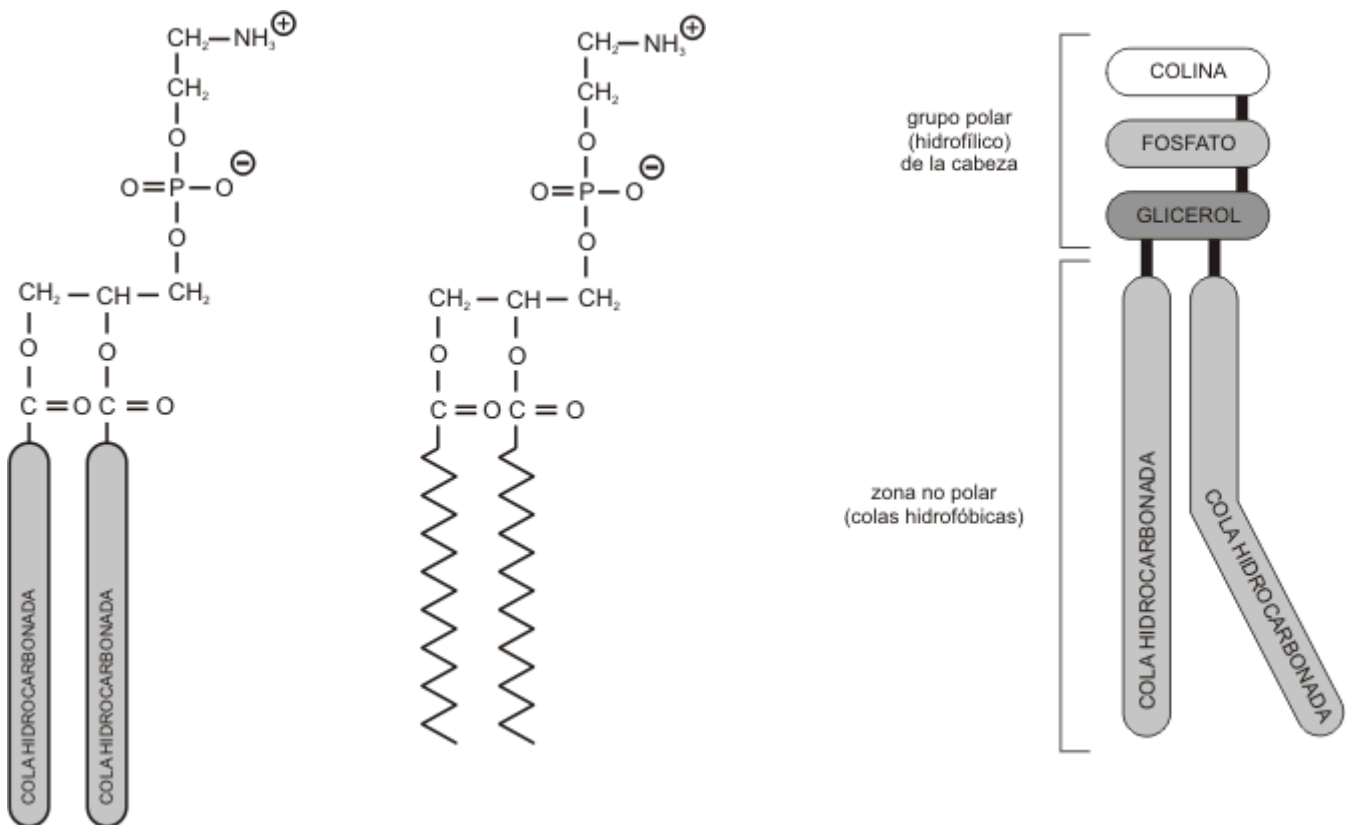 CH₂—NH₃⊕
CH₂
O
O=P—O⊖
O
CH₂—CH—CH₂
O
O
C=O C=O
COLA HIDROCARBONADA
COLA HIDROCARBONADA
CH₂—NH₃⊕
CH₂
O
O=P—O⊖
O
CH₂—CH—CH₂
O
O
C=O C=O
grupo polar
(hidrofílico)
de la cabeza
COLINA
FOSFATO
GLICEROL
zona no polar
(colas hidrofóbicas)
COLA HIDROCARBONADA
COLA HIDROCARBONADA